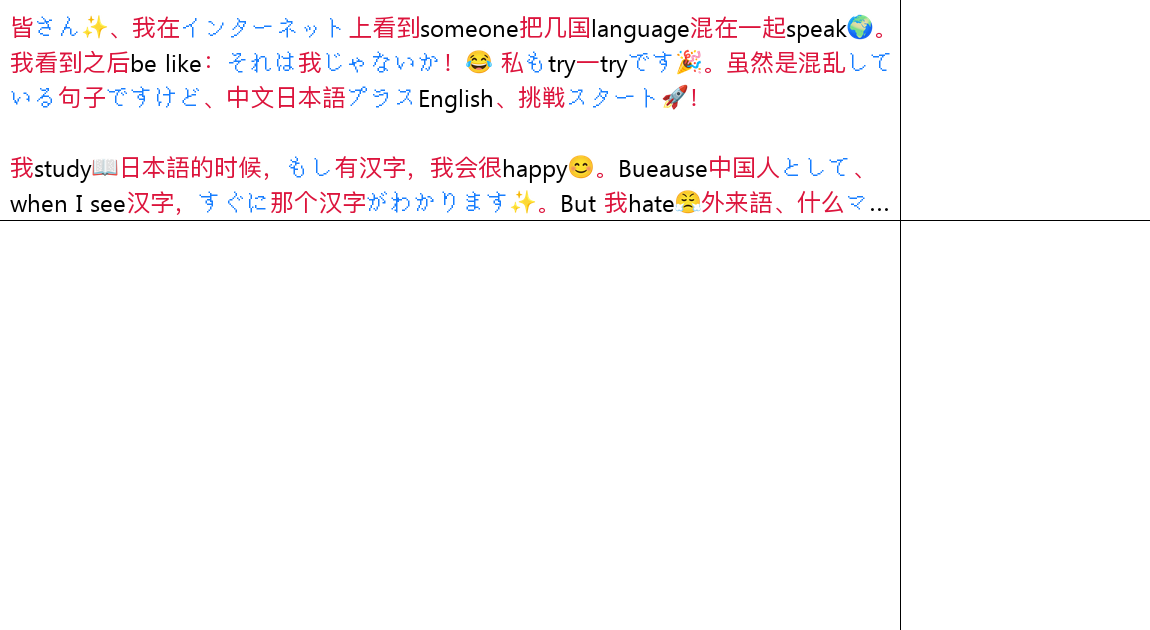 皆さん✨、我在インターネット上看到someone把几国language混在一起speak🌍。
我看到之后be like：それは我じゃないか！😂 私もtry一tryです🎉。虽然是混乱して
いる句子ですけど、中文日本語プラスEnglish、挑戦スタート🚀！
我study📖日本語的时候，もし有汉字，我会很happy😊。Bueause中国人として、
when I see汉字，すぐに那个汉字がわかります✨。But 我hate😤外来語、什么マ...